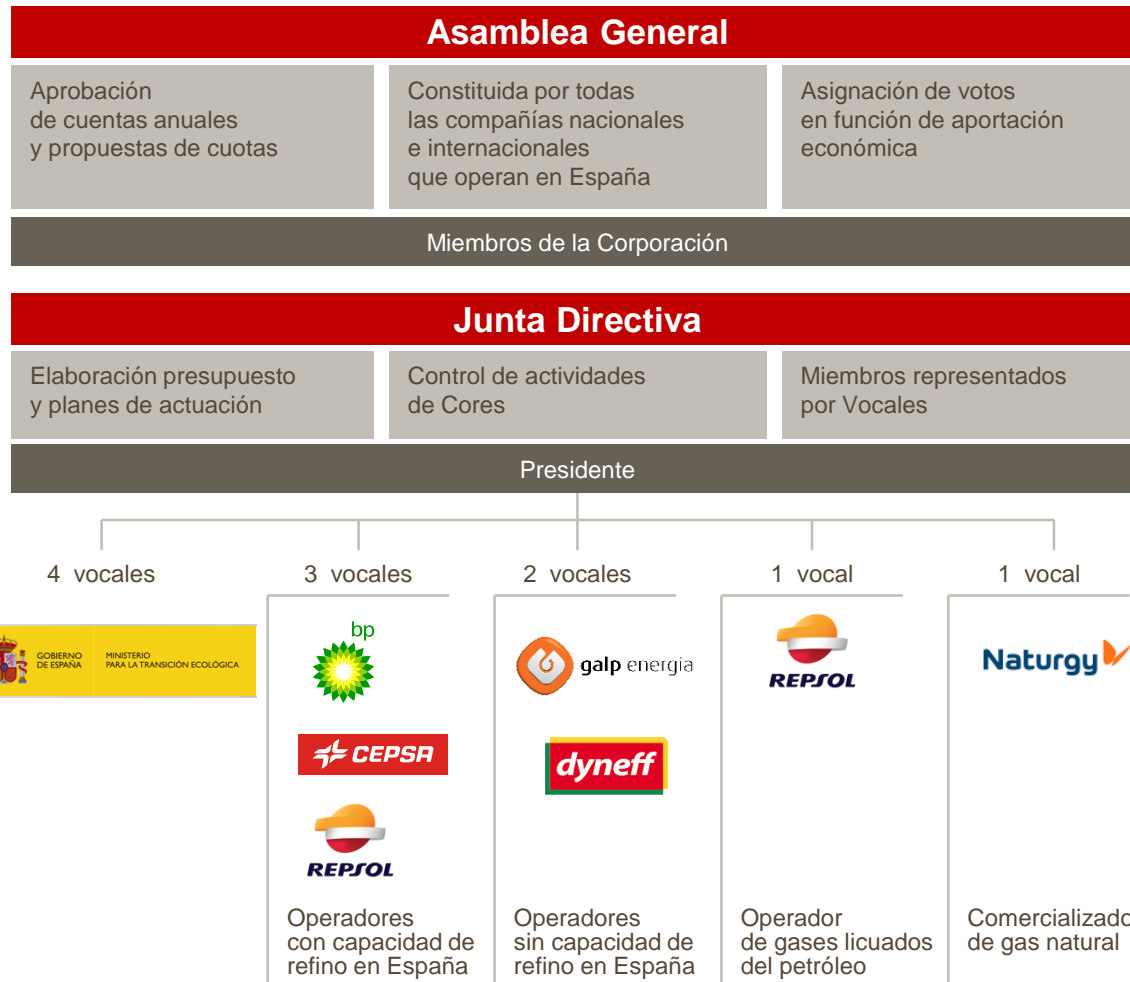 Asamblea General
Aprobación
de cuentas anuales
y propuestas de cuotas
Constituida por todas
las compañías nacionales
e internacionales
que operan en España
Asignación de votos
en función de aportación
económica
Miembros de la Corporación
Junta Directiva
Elaboración presupuesto
y planes de actuación
Control de actividades
de Cores
Miembros representados
por Vocales
Presidente
4 vocales
3 vocales
2 vocales
1 vocal
1 vocal
GOBIERNO
DE ESPAÑA
MINISTERIO
PARA LA TRANSICIÓN ECOLÓGICA
bp
CEPSA
REPSOL
Operadores
con capacidad de
refino en España
galp energia
dyneff
Operadores
sin capacidad de
refino en España
REPSOL
Operador
de gases licuados
del petróleo
Naturgy
Comercializado
de gas natural